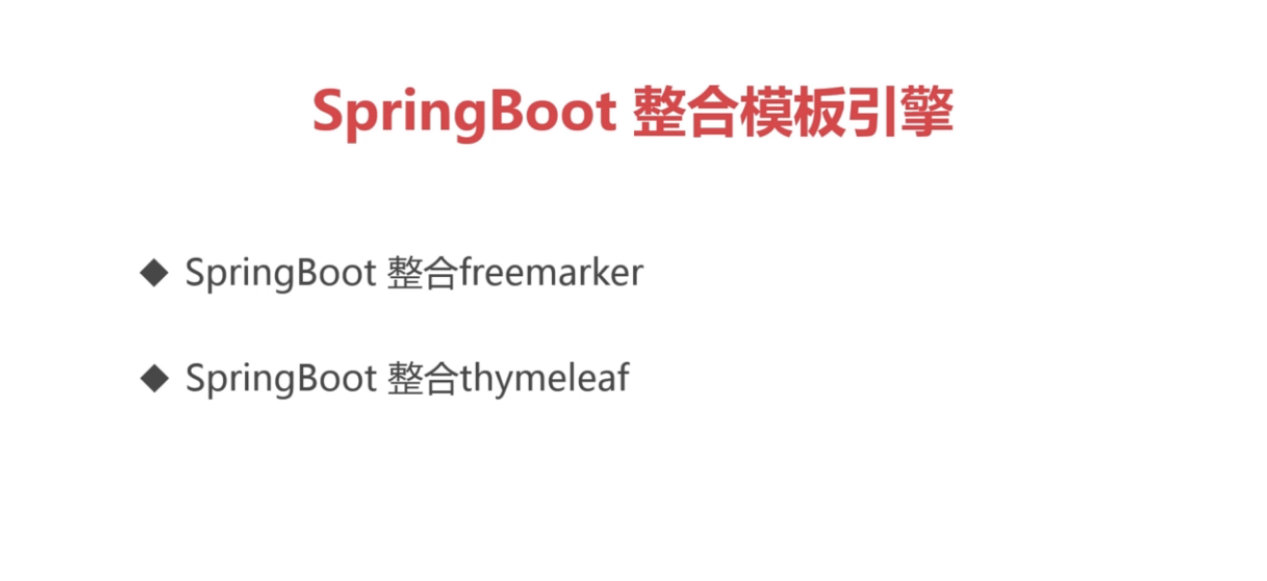 SpringBoot 整合模板引擎
◆ SpringBoot 整合freemarker
◆ SpringBoot 整合thymeleaf